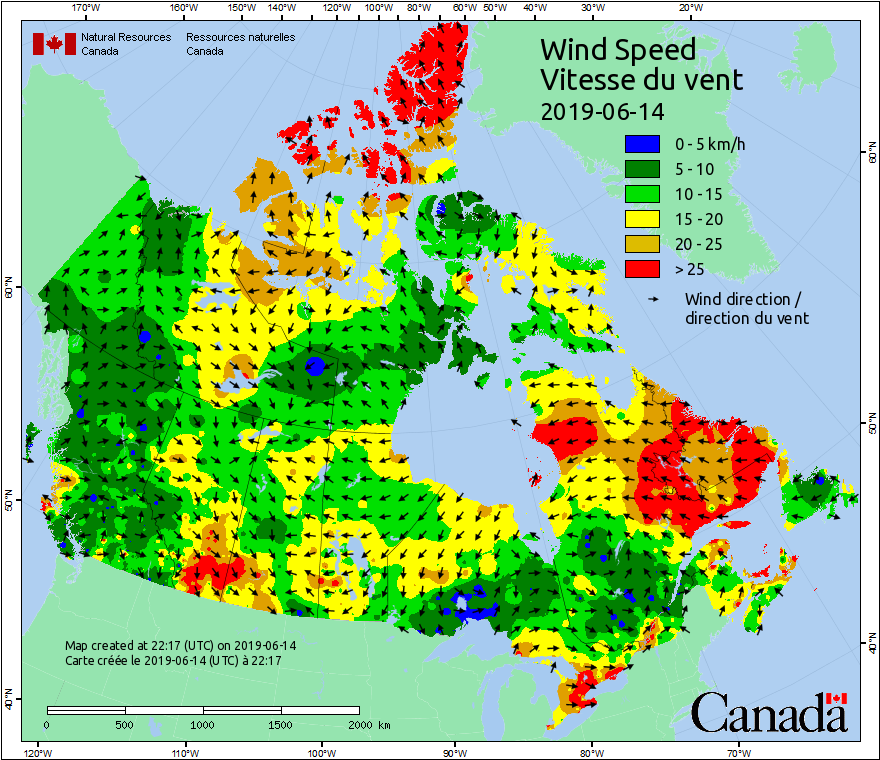 170°W 160°W 150°W 140°W 120°W 100°W 80°W 60°W 50°W 40°W 30°W 20°W
Natural Resources Ressources naturelles
Canada Canada
Wind Speed
Vitesse du vent
2019-06-14
0 - 5 km/h
5 - 10
10 - 15
15 - 20
20 - 25
> 25
Wind direction /
direction du vent
60°N
60°N
50°N
50°N
40°N
40°N
Map created at 22:17 (UTC) on 2019-06-14
Carte créée le 2019-06-14 (UTC) à 22:17
0 500 1000 1500 2000 km
Canada
120°W 110°W 100°W 90°W 80°W 70°W